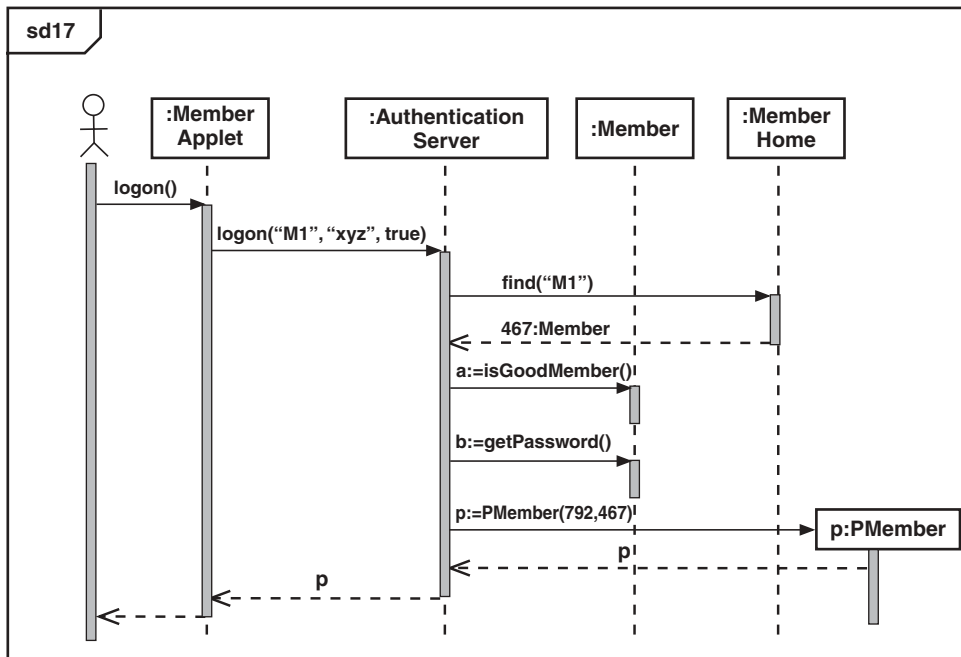 sd17
:Member
Applet
:Authentication
Server
:Member
:Member
Home
logon()
logon(“M1”, “xyz”, true)
find(“M1”)
467:Member
a:=isGoodMember()
b:=getPassword()
p:=PMember(792,467)
p:PMember
p
p